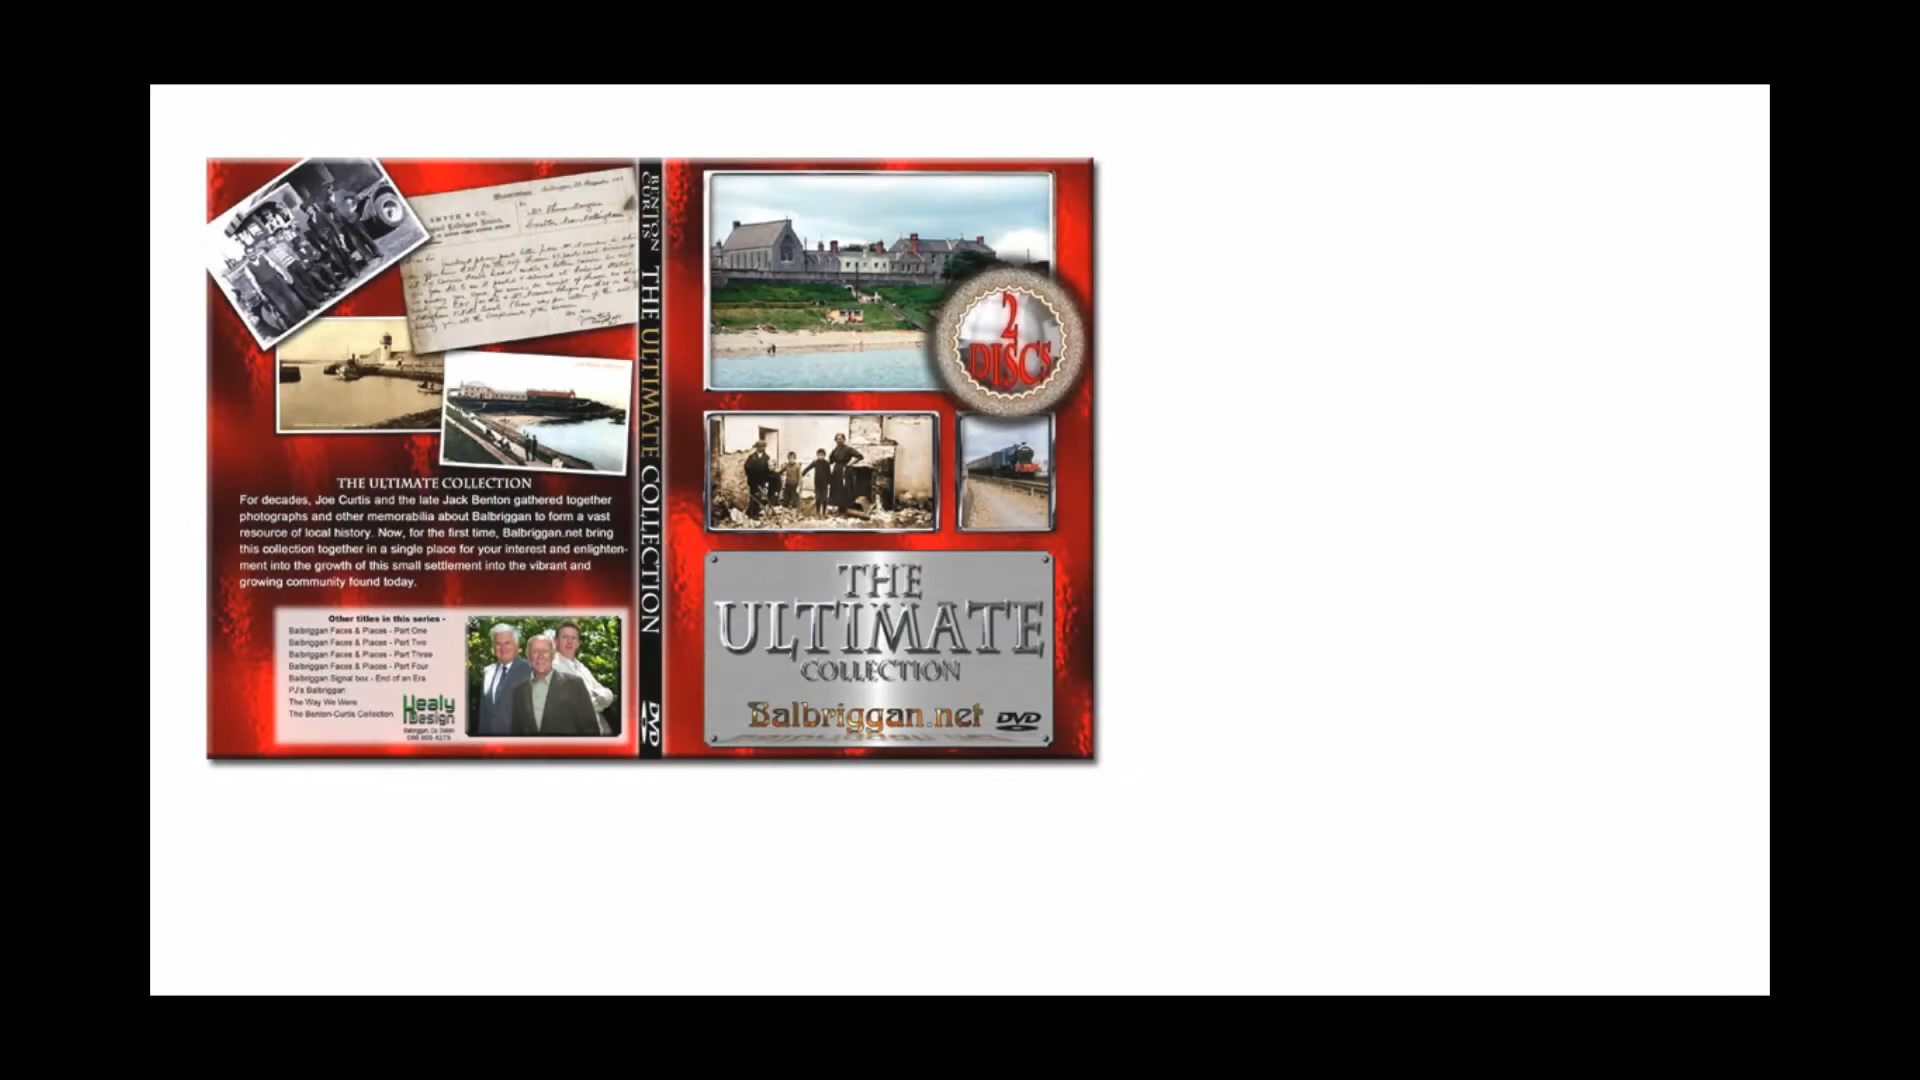 SMYTH & CO.
THE ULTIMATE COLLECTION
For decades, Joe Curtis and the late Jack Benton gathered together
photographs and other memorabilia about Balbriggan to form a vast
resource of local history. Now, for the first time, Balbriggan.net bring
this collection together in a single place for your interest and enlighten-
ment into the growth of this small settlement into the vibrant and
growing community found today.
Other titles in this series -
Balbriggan Faces & Places - Part One
Balbriggan Faces & Places - Part Two
Balbriggan Faces & Places - Part Three
Balbriggan Faces & Places - Part Four
Balbriggan Signal box - End of an Era
PJ's Balbriggan
The Way We Were
The Benton-Curtis Collection
Healy
Design
Balbriggan, Co. Dublin
BENTON
CURTIS
THE ULTIMATE COLLECTION
DVD
2
DISCS
THE
ULTIMATE
COLLECTION
Balbriggan.net
DVD